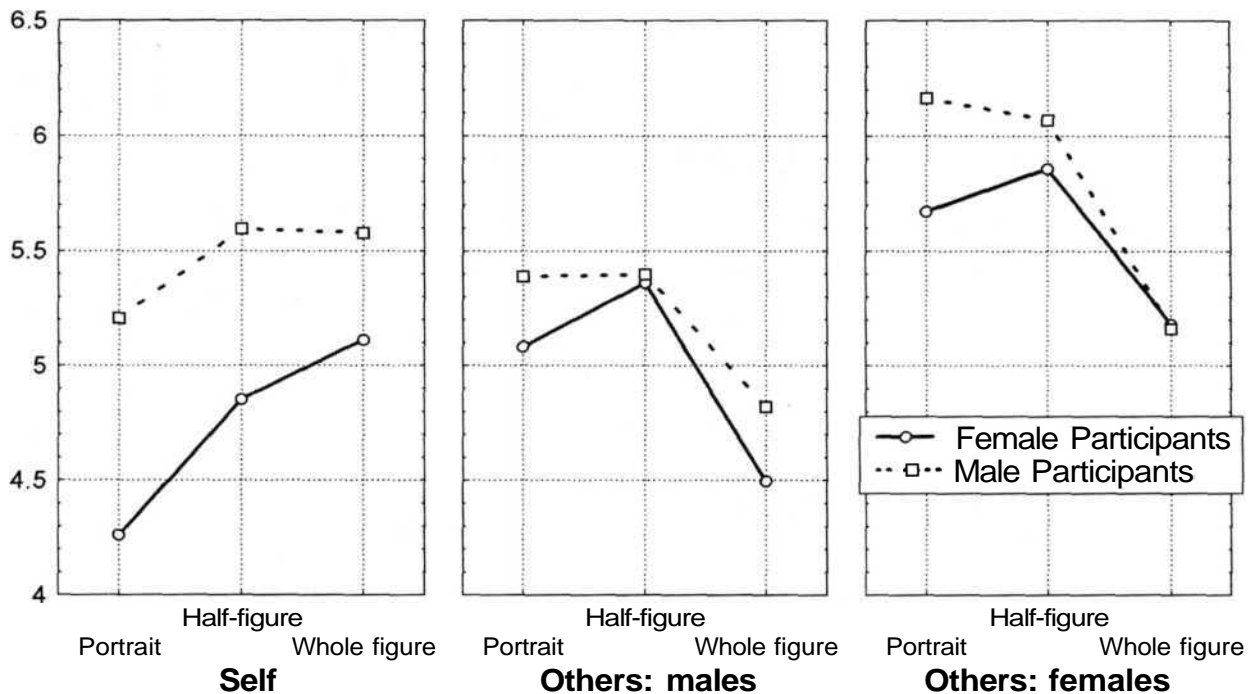 6.5
6
5.5
5
4.5
4
Female Participants
Male Participants
Half-figure
Portrait Whole figure
Self
Half-figure
Portrait Whole figure
Others: males
Half-figure
Portrait Whole figure
Others: females